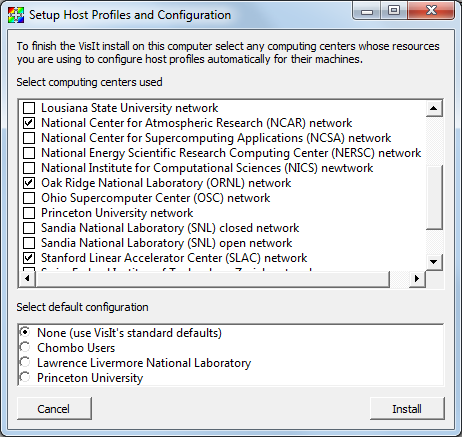 Setup Host Profiles and Configuration
To finish the VisIt install on this computer select any computing centers whose resources
you are using to configure host profiles automatically for their machines.
Select computing centers used
Lousiana State University network
National Center for Atmospheric Research (NCAR) network
National Center for Supercomputing Applications (NCSA) network
National Energy Scientific Research Computing Center (NERSC) network
National Institute for Computational Sciences (NICS) newtwork
Oak Ridge National Laboratory (ORNL) network
Ohio Supercomputer Center (OSC) network
Princeton University network
Sandia National Laboratory (SNL) closed network
Sandia National Laboratory (SNL) open network
Stanford Linear Accelerator Center (SLAC) network
Select default configuration
None (use VisIt's standard defaults)
Chombo Users
Lawrence Livermore National Laboratory
Princeton University
Cancel
Install